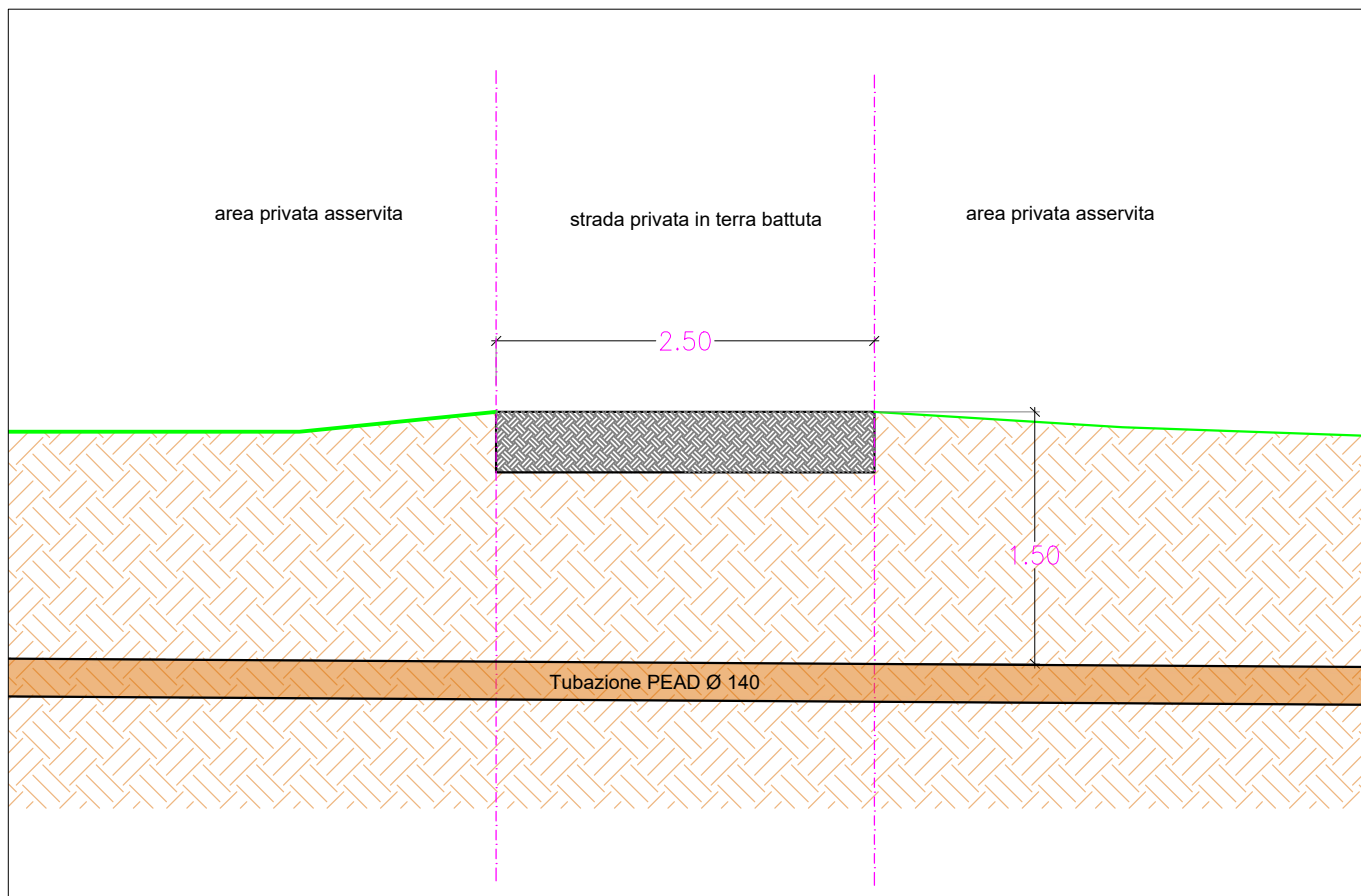 area privata asservita
strada privata in terra battuta
area privata asservita
2.50
1.50
Tubazione PEAD Ø 140